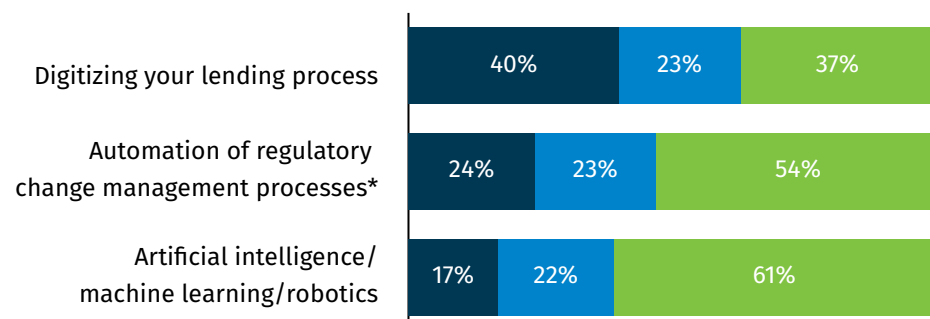 Digitizing your lending process
40% 23% 37%
Automation of regulatory
change management processes*
24% 23% 54%
Artificial intelligence/
machine learning/robotics
17% 22% 61%